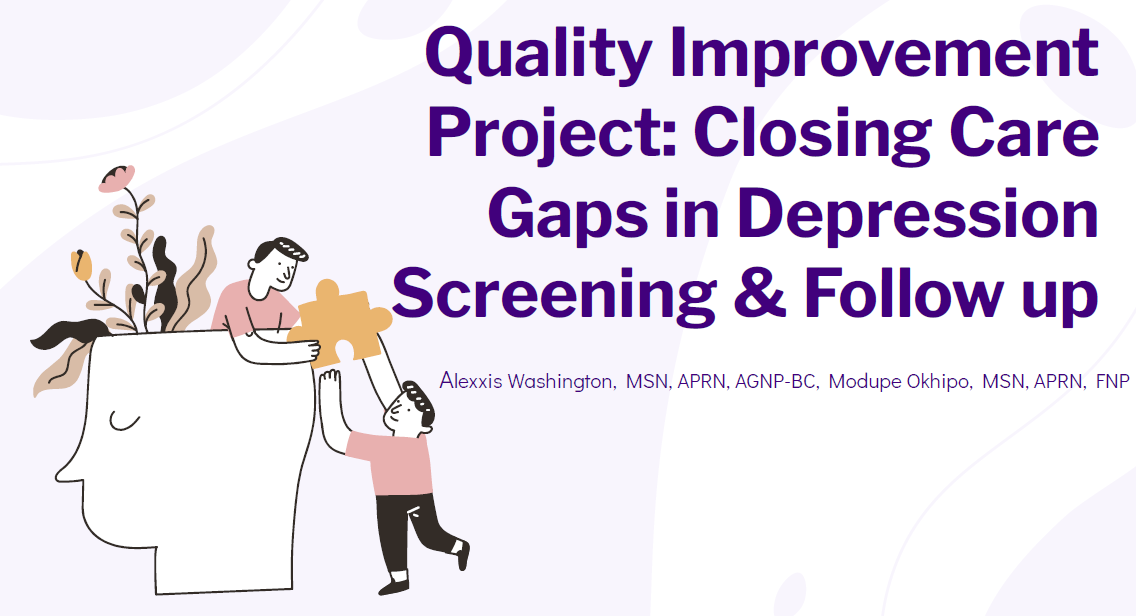 Quality Improvement
Project: Closing Care
Gaps in Depression
Screening & Follow up
Alexxis Washington, MSN, APRN, AGNP-BC, Modupe Okhipo, MSN, APRN, FNP